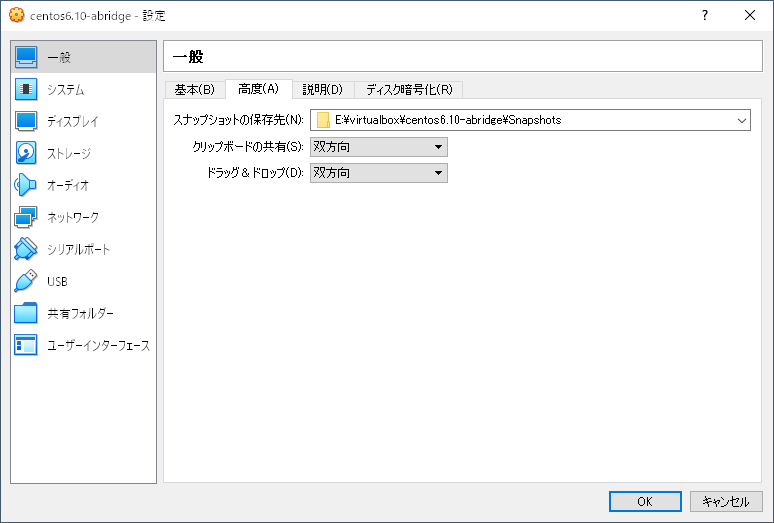 centos6.10-abridge - 設定
?
一般
システム
ディスプレイ
ストレージ
オーディオ
ネットワーク
シリアルポート
USB
共有フォルダー
ユーザーインターフェース
一般
基本(B) 高度(A) 説明(D) ディスク暗号化(R)
スナップショットの保存先(N): E:¥virtualbox¥centos6.10-abridge¥Snapshots
クリップボードの共有(S): 双方向
ドラッグ＆ドロップ(D): 双方向
OK キャンセル